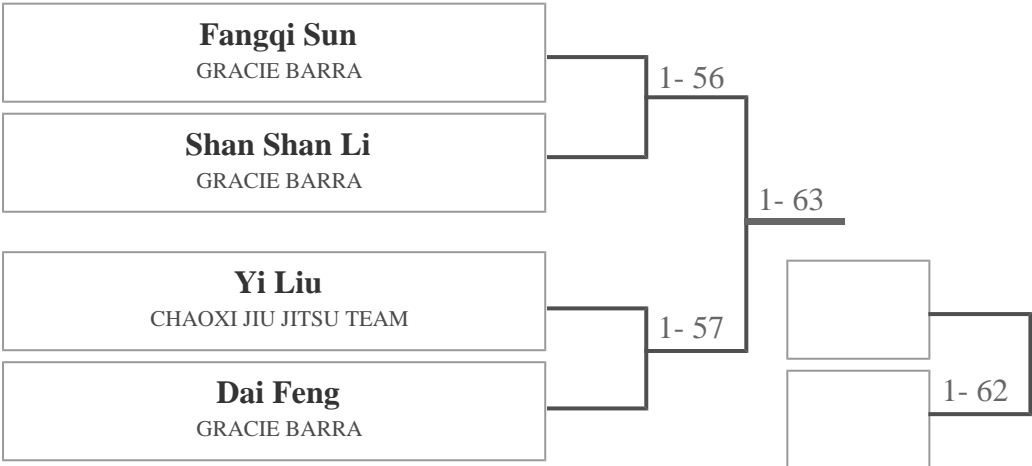 Fangqi Sun
GRACIE BARRA
1- 56
Shan Shan Li
GRACIE BARRA
1- 63
Yi Liu
CHAOXI JIU JITSU TEAM
1- 57
Dai Feng
GRACIE BARRA
1- 62